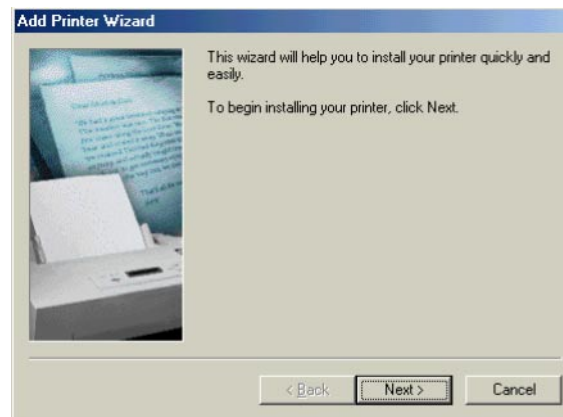 Add Printer Wizard
This wizard will help you to install your printer quickly and
easily.
To begin installing your printer, click Next.
< Back
Next >
Cancel